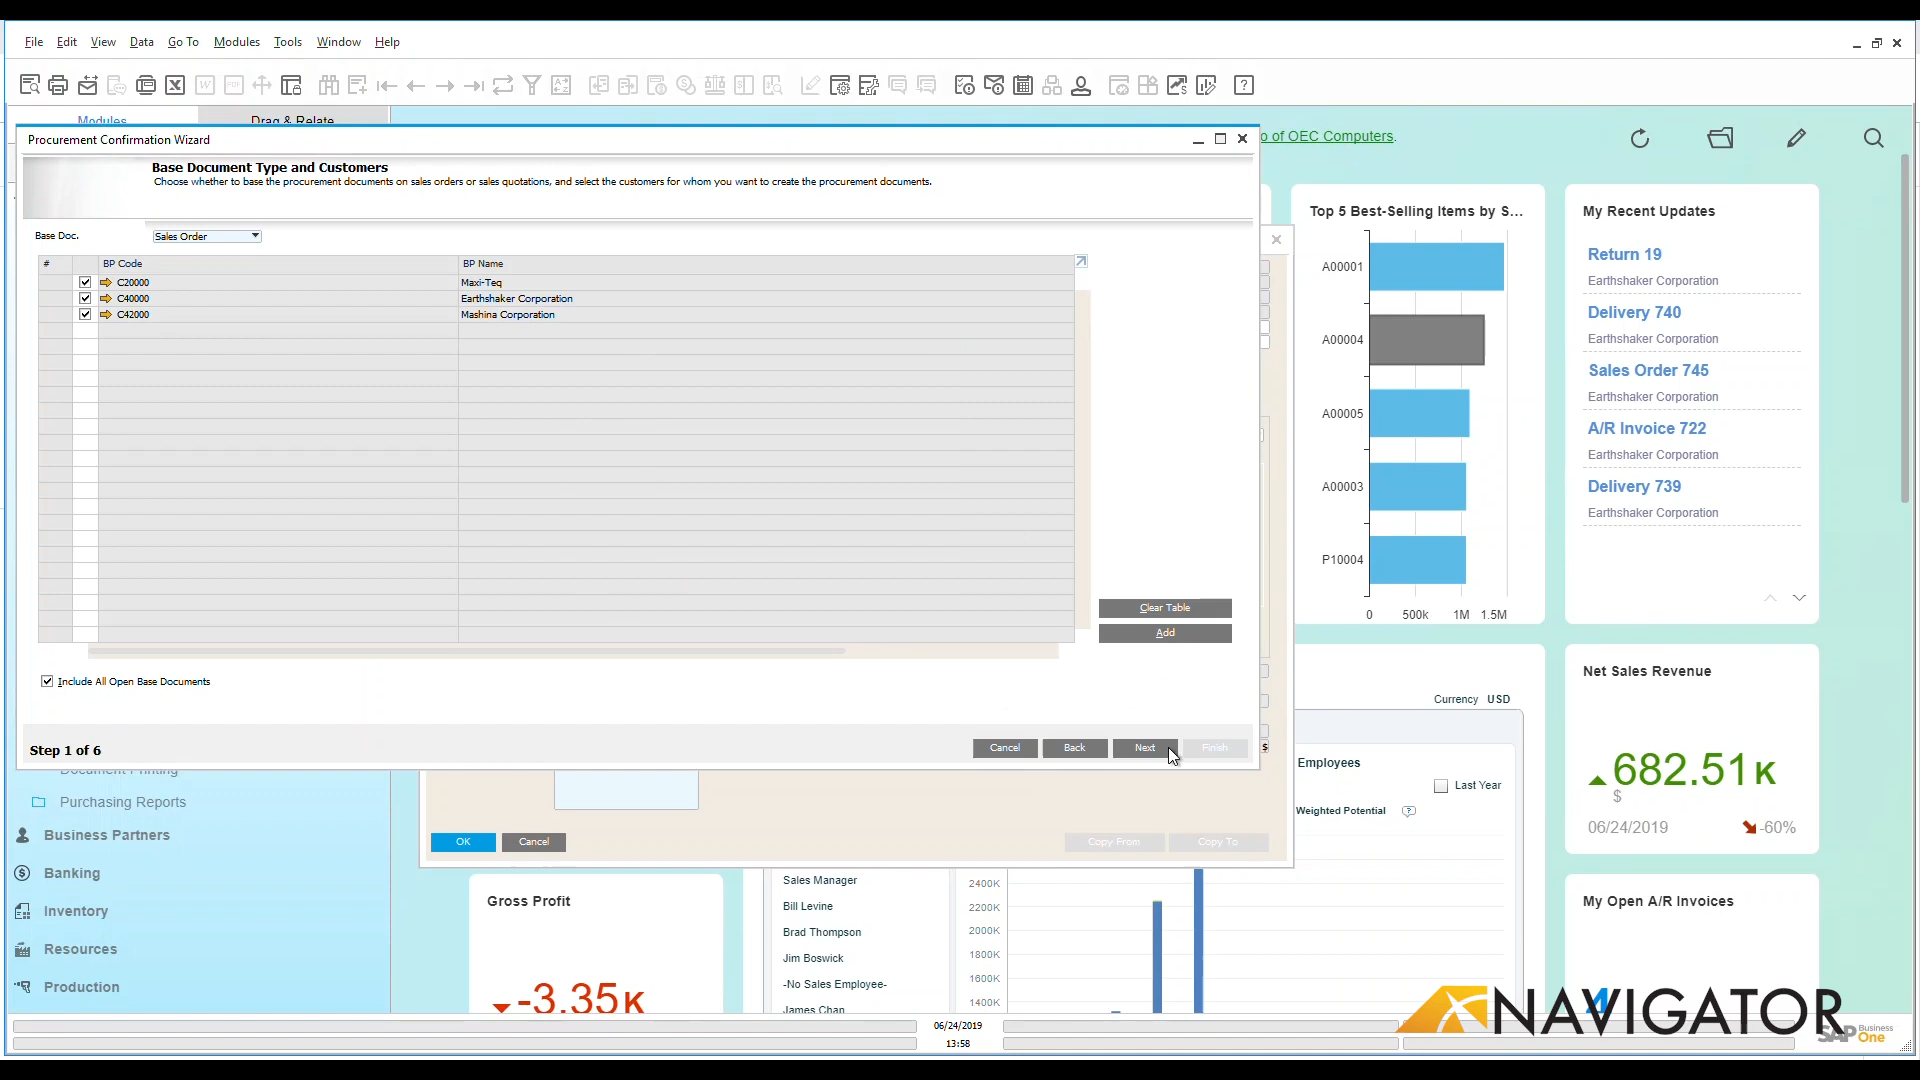 File Edit View Data Go To Modules Tools Window Help
Modules
Drag & Relate
Procurement Confirmation Wizard
o of OEC Computers.
Base Document Type and Customers
Choose whether to base the procurement documents on sales orders or sales quotations, and select the customers for whom you want to create the procurement documents.
Base Doc.
Sales Order
# BP Code BP Name
C20000 Maxi-Teq
C40000 Earthshaker Corporation
C42000 Mashina Corporation
Clear Table
Add
Include All Open Base Documents
Step 1 of 6
Cancel Back Next Finish
$
Top 5 Best-Selling Items by S...
A00001
A00004
A00005
A00003
P10004
0 500k 1M 1.5M
My Recent Updates
Return 19
Earthshaker Corporation
Delivery 740
Earthshaker Corporation
Sales Order 745
Earthshaker Corporation
A/R Invoice 722
Earthshaker Corporation
Delivery 739
Earthshaker Corporation
Net Sales Revenue
682.51K
$
06/24/2019 -60%
Currency USD
Employees
Last Year
Weighted Potential
Document Printing
Purchasing Reports
Business Partners
Banking
Inventory
Resources
Production
OK Cancel Copy From Copy To
Gross Profit
-3.35K
Sales Manager
Bill Levine
Brad Thompson
Jim Boswick
-No Sales Employee-
James Chan
2400K
2200K
2000K
1800K
1600K
1400K
My Open A/R Invoices
4
NAVIGATOR
SAP Business One
06/24/2019
13:58